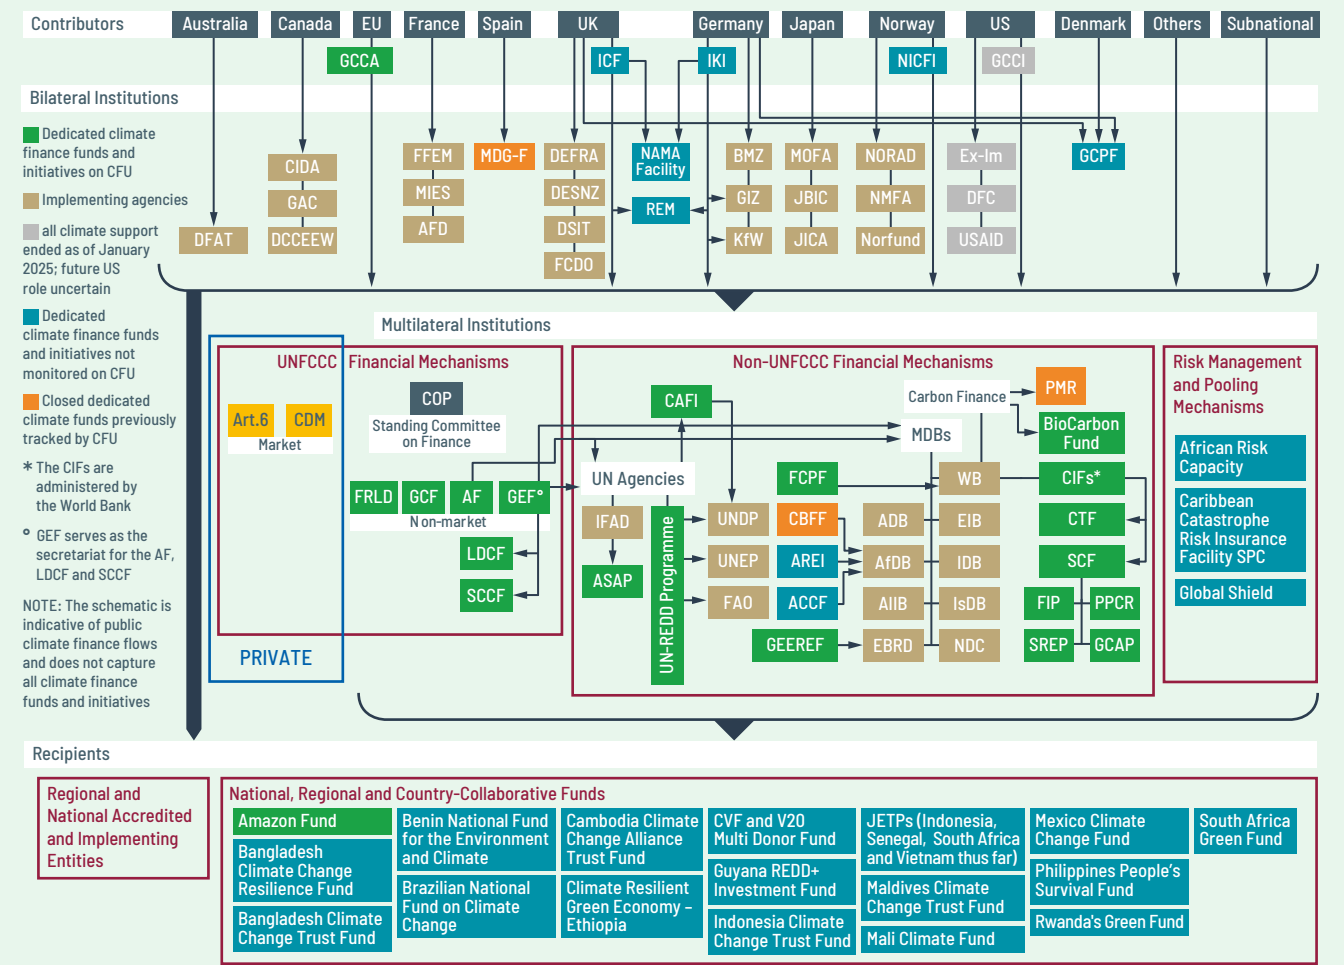 Contributors
Australia
Canada
EU
France
Spain
UK
Germany
Japan
Norway
US
Denmark
Others
Subnational
GCCA
ICF
IKI
NICFI
GCCI
Bilateral Institutions
Dedicated climate
finance funds and
initiatives on CFU
Implementing agencies
all climate support
ended as of January
2025; future US
role uncertain
Dedicated
climate finance funds
and initiatives not
monitored on CFU
Closed dedicated
climate funds previously
tracked by CFU
* The CIFs are
administered by
the World Bank
° GEF serves as the
secretariat for the AF,
LDCF and SCCF
NOTE: The schematic is
indicative of public
climate finance flows
and does not capture
all climate finance
funds and initiatives
DFAT
CIDA
GAC
DCCEEW
FFEM
MIES
AFD
MDG-F
DEFRA
DESNZ
DSIT
FCDO
NAMA
Facility
REM
BMZ
GIZ
KfW
MOFA
JBIC
JICA
NORAD
NMFA
Norfund
Ex-Im
DFC
USAID
GCPF
Multilateral Institutions
UNFCCC Financial Mechanisms
Art.6
CDM
Market
COP
Standing Committee
on Finance
FRLD
GCF
AF
GEF°
Non-market
LDCF
SCCF
PRIVATE
Non-UNFCCC Financial Mechanisms
CAFI
UN Agencies
IFAD
ASAP
UN-REDD Programme
UNDP
UNEP
FAO
FCPF
CBFF
AREI
ACCF
GEEREF
Carbon Finance
MDBs
PMR
BioCarbon
Fund
WB
ADB
EIB
AfDB
IDB
AIIB
IsDB
EBRD
NDC
CIFs*
CTF
SCF
FIP
PPCR
SREP
GCAP
Risk Management
and Pooling
Mechanisms
African Risk
Capacity
Caribbean
Catastrophe
Risk Insurance
Facility SPC
Global Shield
Recipients
Regional and
National Accredited
and Implementing
Entities
National, Regional and Country-Collaborative Funds
Amazon Fund
Bangladesh
Climate Change
Resilience Fund
Bangladesh Climate
Change Trust Fund
Benin National Fund
for the Environment
and Climate
Brazilian National
Fund on Climate
Change
Cambodia Climate
Change Alliance
Trust Fund
Climate Resilient
Green Economy –
Ethiopia
CVF and V20
Multi Donor Fund
Guyana REDD+
Investment Fund
Indonesia Climate
Change Trust Fund
JETPs (Indonesia,
Senegal, South Africa
and Vietnam thus far)
Maldives Climate
Change Trust Fund
Mali Climate Fund
Mexico Climate
Change Fund
Philippines People's
Survival Fund
Rwanda's Green Fund
South Africa
Green Fund